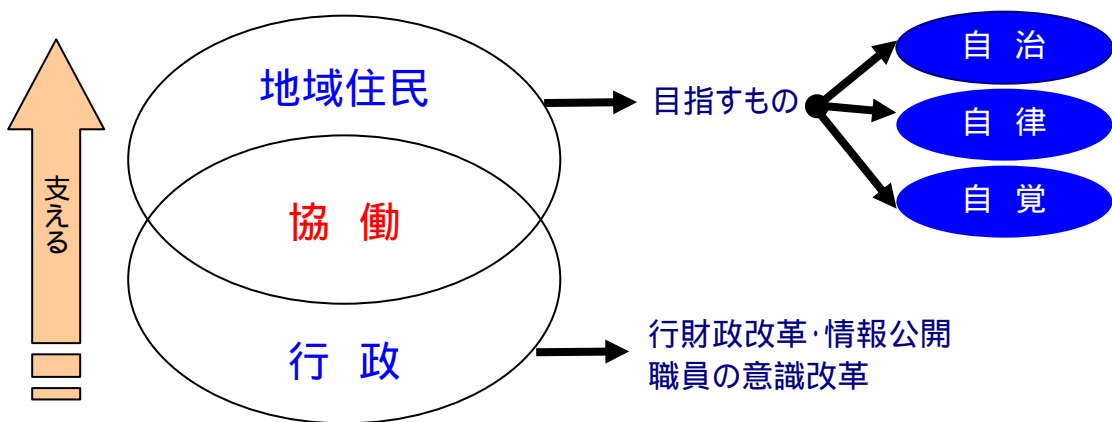 支える
地域住民
協 働
行 政
目指すもの
自 治
自 律
自 覚
行財政改革・情報公開
職員の意識改革